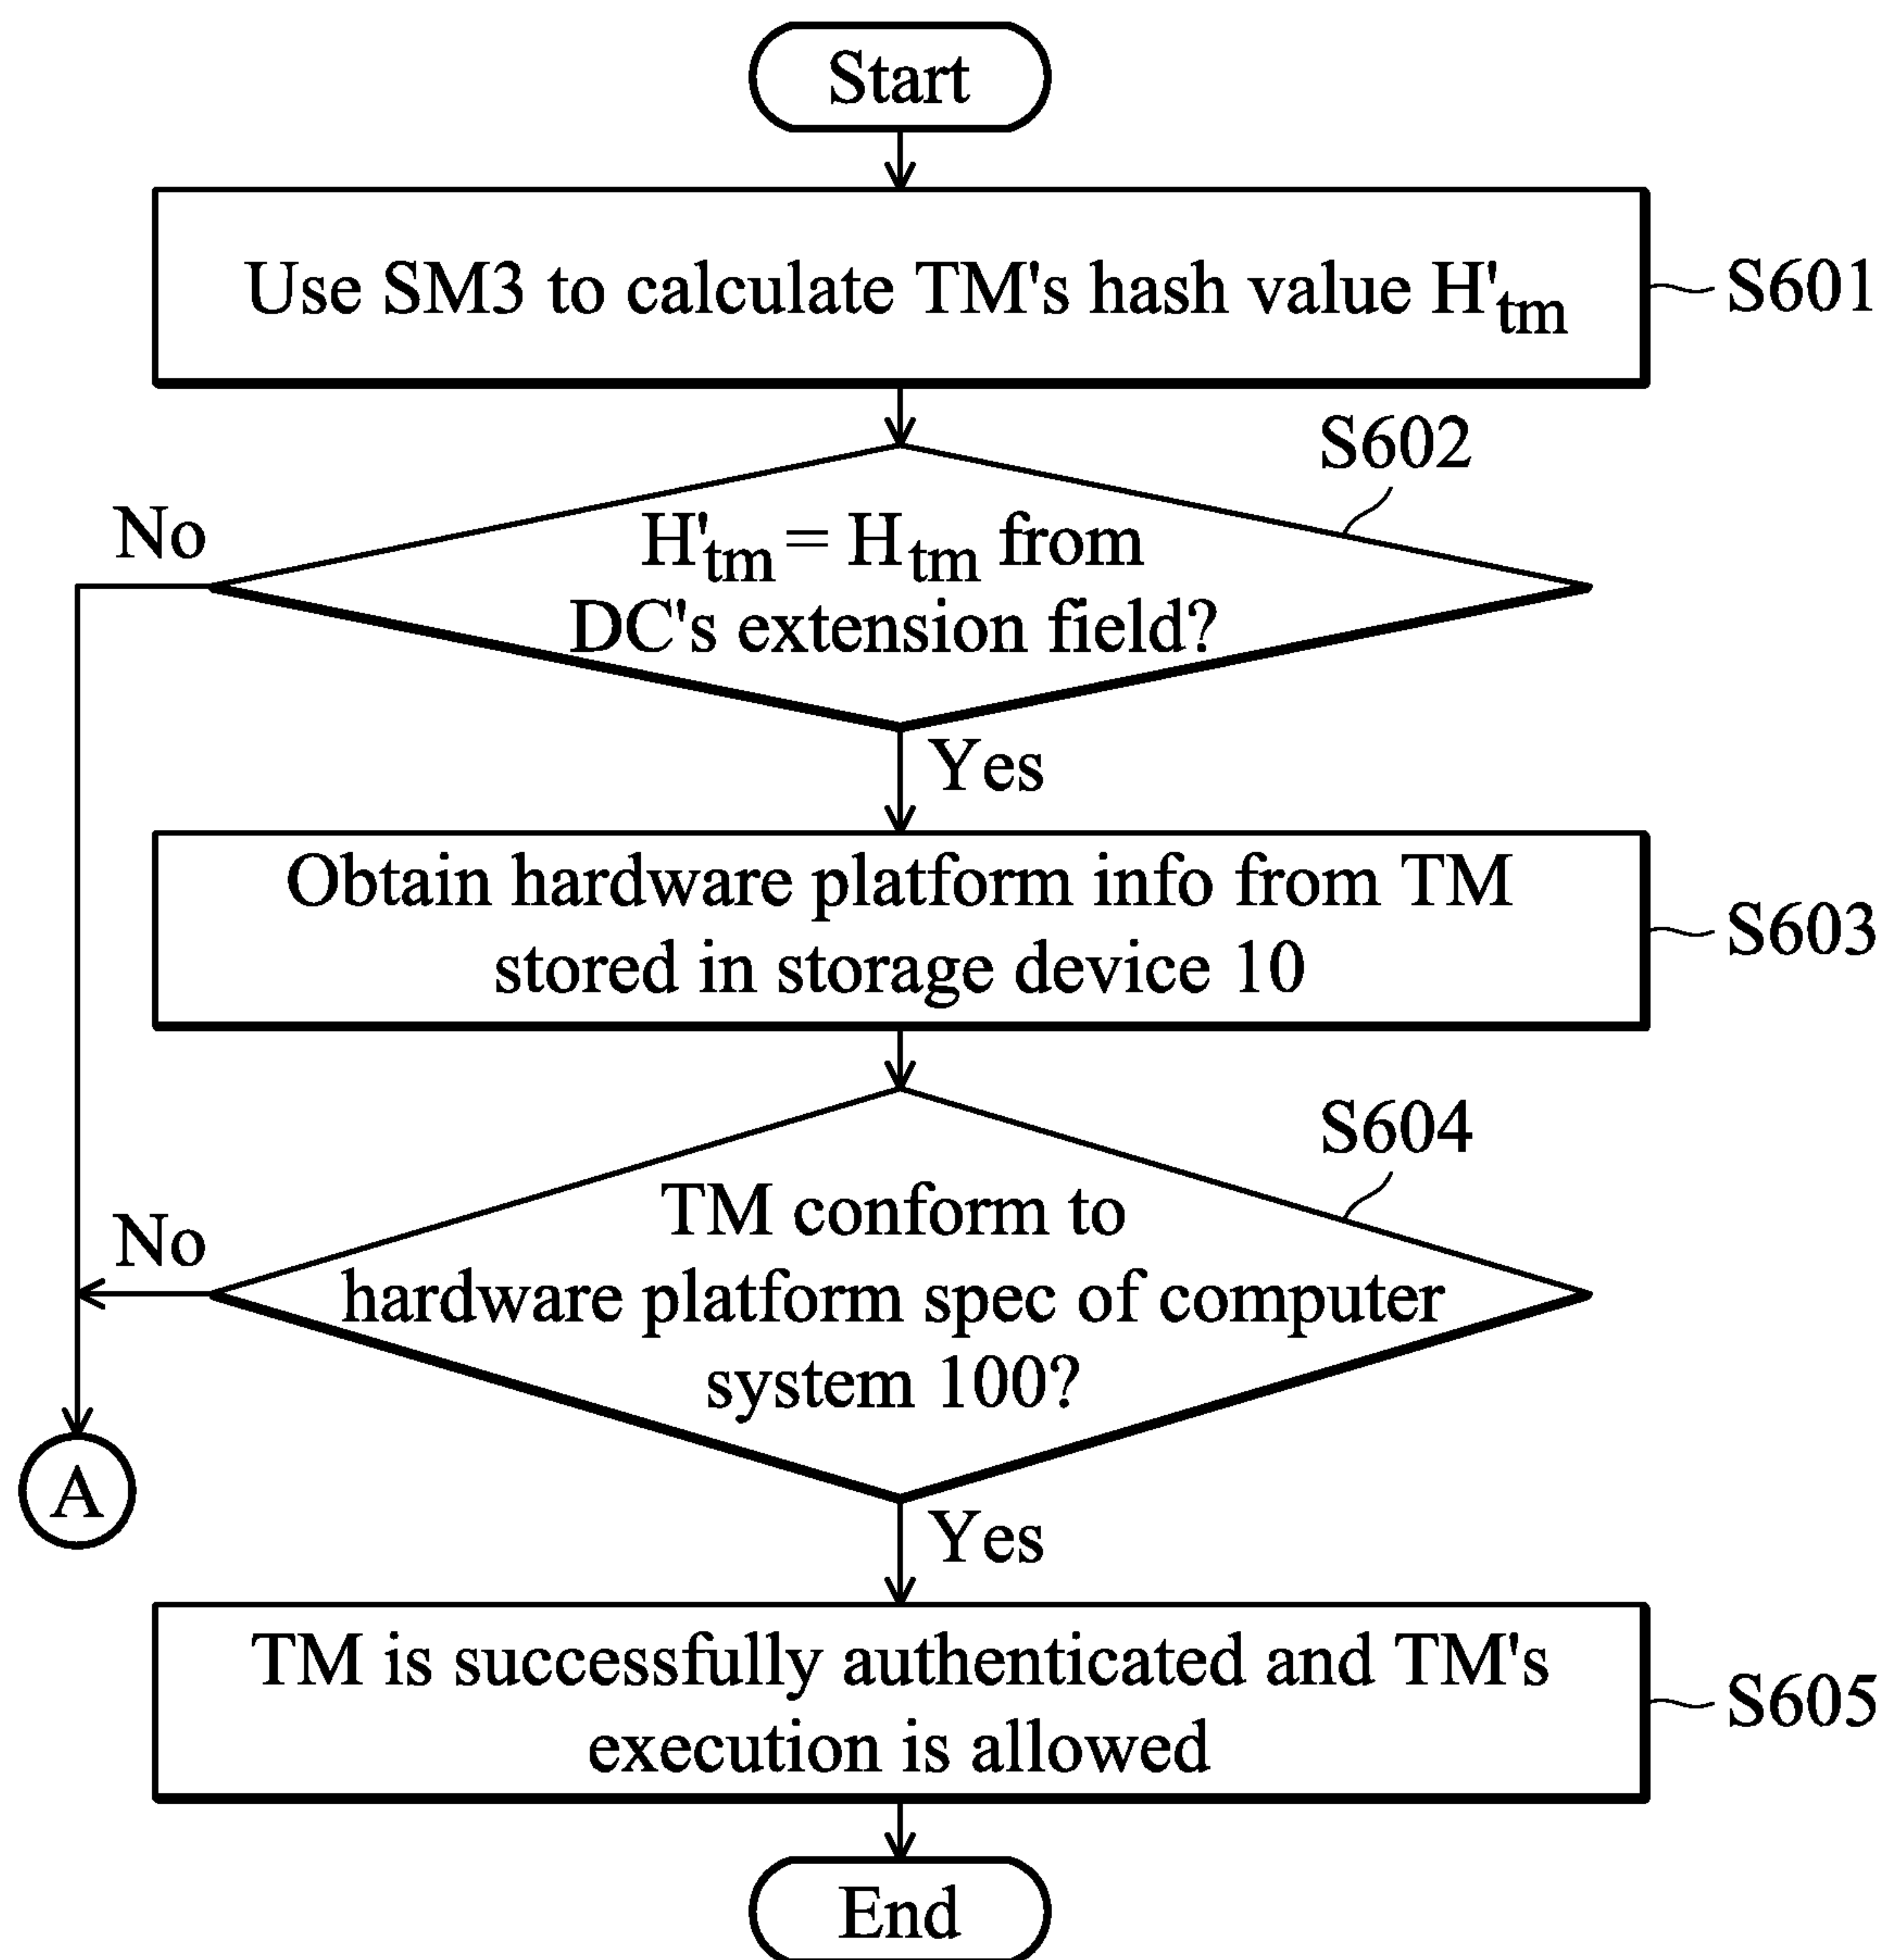 Start
Use SM3 to calculate TM's hash value H'tm
S601
S602
No
H'tm = Htm from
DC's extension field?
Yes
Obtain hardware platform info from TM
stored in storage device 10
S603
S604
No
TM conform to
hardware platform spec of computer
system 100?
A
Yes
TM is successfully authenticated and TM's
execution is allowed
S605
End